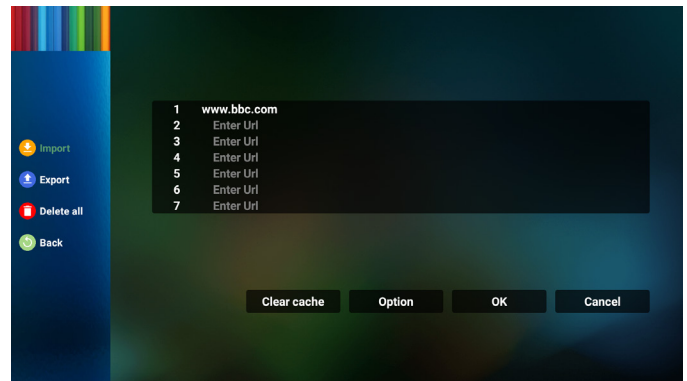 Import
Export
Delete all
Back
1 www.bbc.com
2 Enter Url
3 Enter Url
4 Enter Url
5 Enter Url
6 Enter Url
7 Enter Url
Clear cache Option OK Cancel